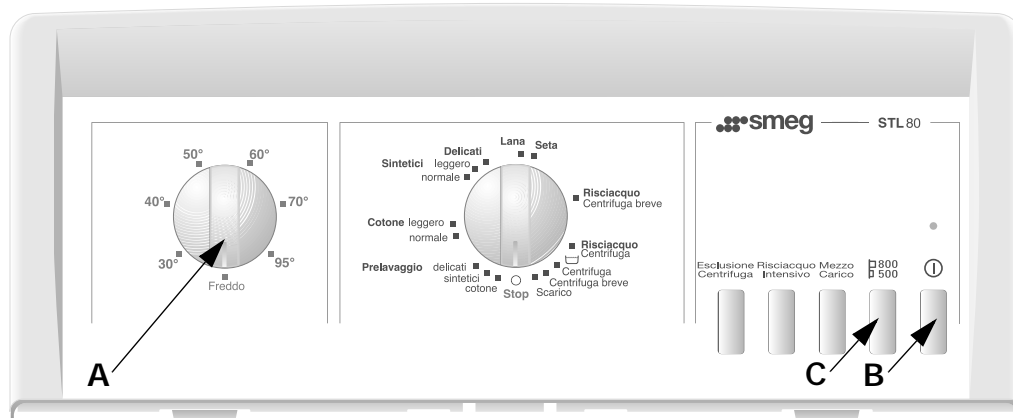 smeg STL80
50° 60°
40° 70°
30° 95°
Freddo
Lana Seta
Delicati
Sintetici leggero
normale
Risciacquo
Centrifuga breve
Cotone leggero
normale
Risciacquo
Centrifuga
Prelavaggio delicati
sintetici
cotone
Stop
Centrifuga
Centrifuga breve
Scarico
Esclusione
Centrifuga
Risciacquo
Intensivo
Mezzo
Carico
800
500
A
C
B